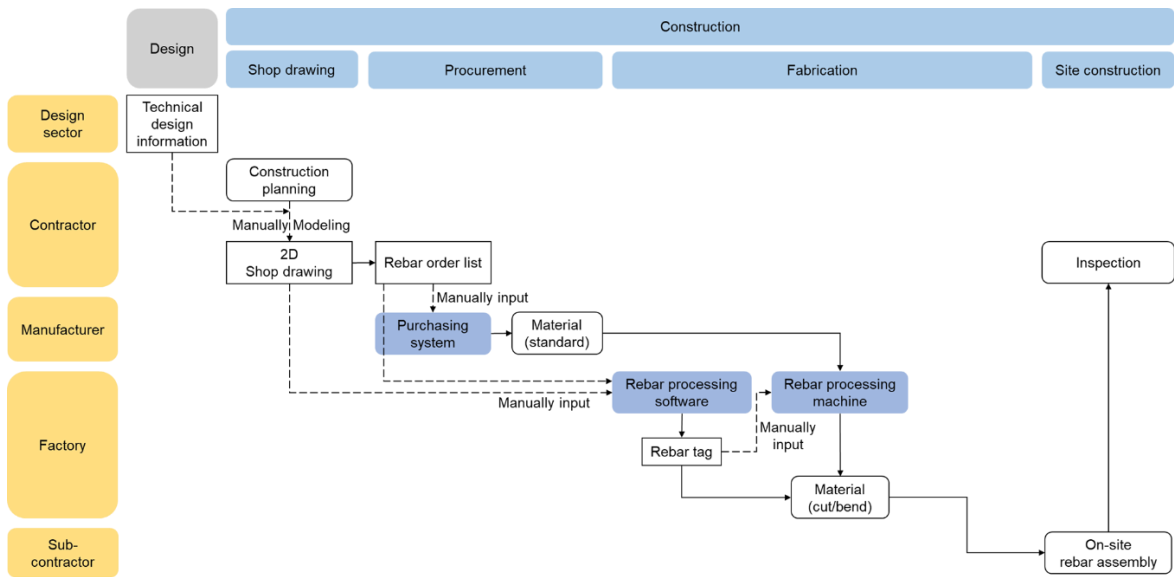 Design
Construction
Shop drawing
Procurement
Fabrication
Site construction
Design
sector
Technical
design
information
Contractor
Construction
planning
Manually Modeling
2D
Shop drawing
Rebar order list
Inspection
Manually input
Manufacturer
Purchasing
system
Material
(standard)
Factory
Manually input
Rebar processing
software
Rebar processing
machine
Manually
input
Rebar tag
Material
(cut/bend)
Sub-
contractor
On-site
rebar assembly